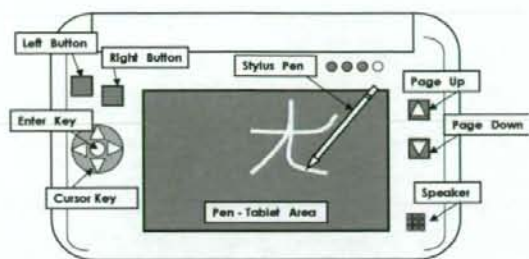 Left Button
Right Button
Stylus Pen
Page Up
Enter Key
Page Down
Cursor Key
Speaker
Pen - Tablet Area